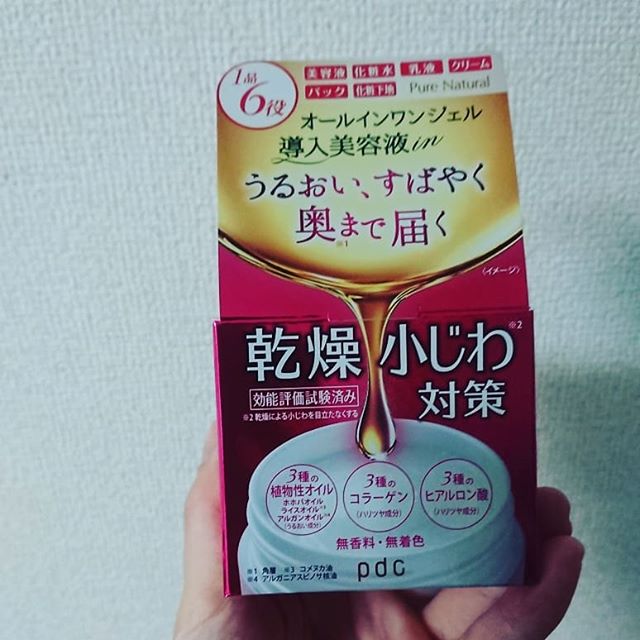 1品
6役
美容液 化粧水 乳液 クリーム
パック 化粧下地 Pure Natural
オールインワンジェル
導入美容液in
うるおい、すばやく
奥まで届く
※1
〈イメージ〉
乾燥小じわ※2
対策
効能評価試験済み
※2 乾燥による小じわを目立たなくする
3種の
植物性オイル
ホホバオイル
ライスオイル※3
アルガンオイル※4
(うるおい成分)
3種の
コラーゲン
(ハリツヤ成分)
3種の
ヒアルロン酸
(ハリツヤ成分)
無香料・無着色
※1 角層 ※3 コメヌカ油
※4 アルガニアスピノサ核油
pdc